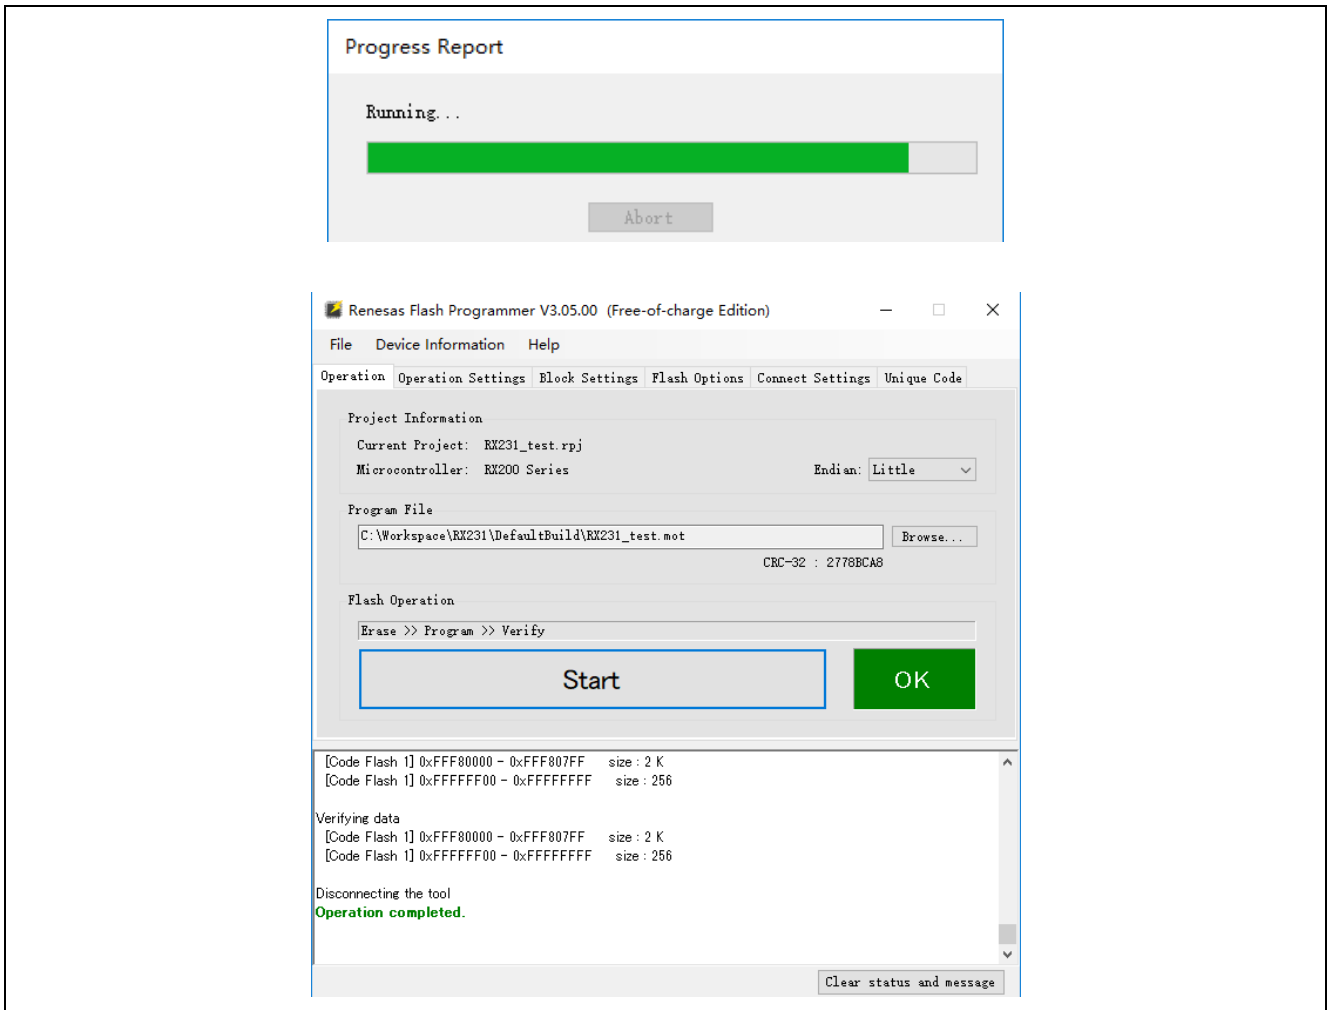 Progress Report
Running...
Abort
Renesas Flash Programmer V3.05.00 (Free-of-charge Edition)
File Device Information Help
Operation Operation Settings Block Settings Flash Options Connect Settings Unique Code
Project Information
Current Project: RX231_test.rpj
Microcontroller: RX200 Series Endian: Little
Program File
C:\Workspace\RX231\DefaultBuild\RX231_test.mot Browse...
CRC-32 : 2778BCA8
Flash Operation
Erase >> Program >> Verify
Start OK
[Code Flash 1] 0xFFF80000 - 0xFFF807FF size : 2 K
[Code Flash 1] 0xFFFFFF00 - 0xFFFFFFFF size : 256
Verifying data
[Code Flash 1] 0xFFF80000 - 0xFFF807FF size : 2 K
[Code Flash 1] 0xFFFFFF00 - 0xFFFFFFFF size : 256
Disconnecting the tool
Operation completed.
Clear status and message